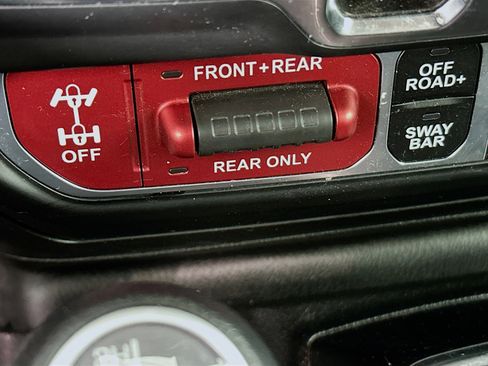 FRONT+REAR
OFF
REAR ONLY
OFF
ROAD+
SWAY
BAR